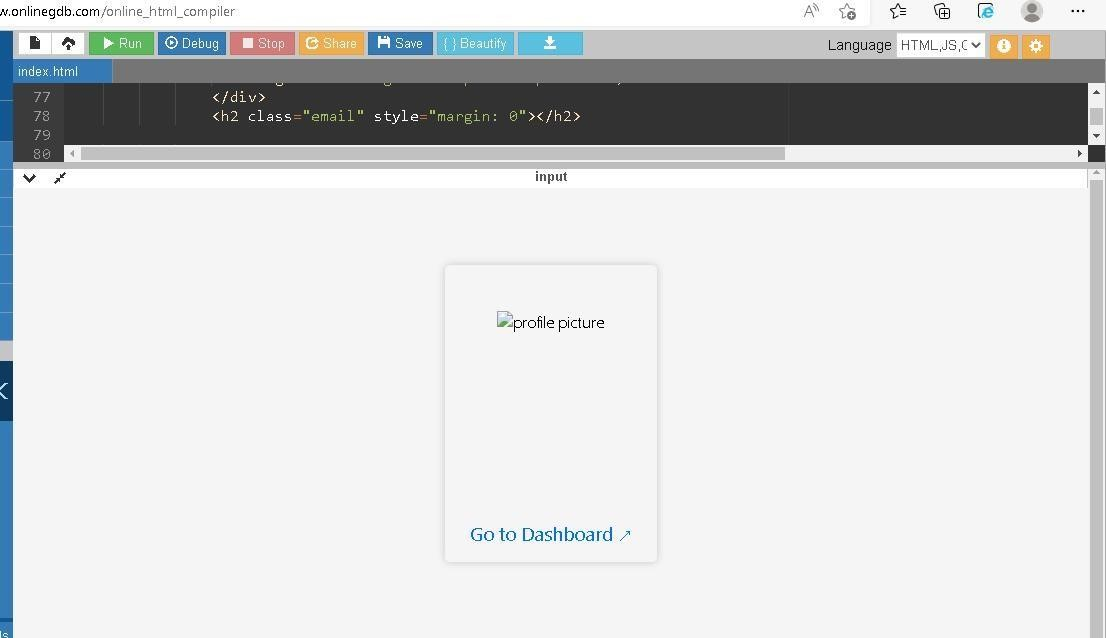 w.onlinegdb.com/online_html_compiler
Run Debug Stop Share Save { } Beautify Language HTML,JS,C
index.html
77 </div>
78 <h2 class="email" style="margin: 0"></h2>
79
80
input
profile picture
Go to Dashboard ↗
ls